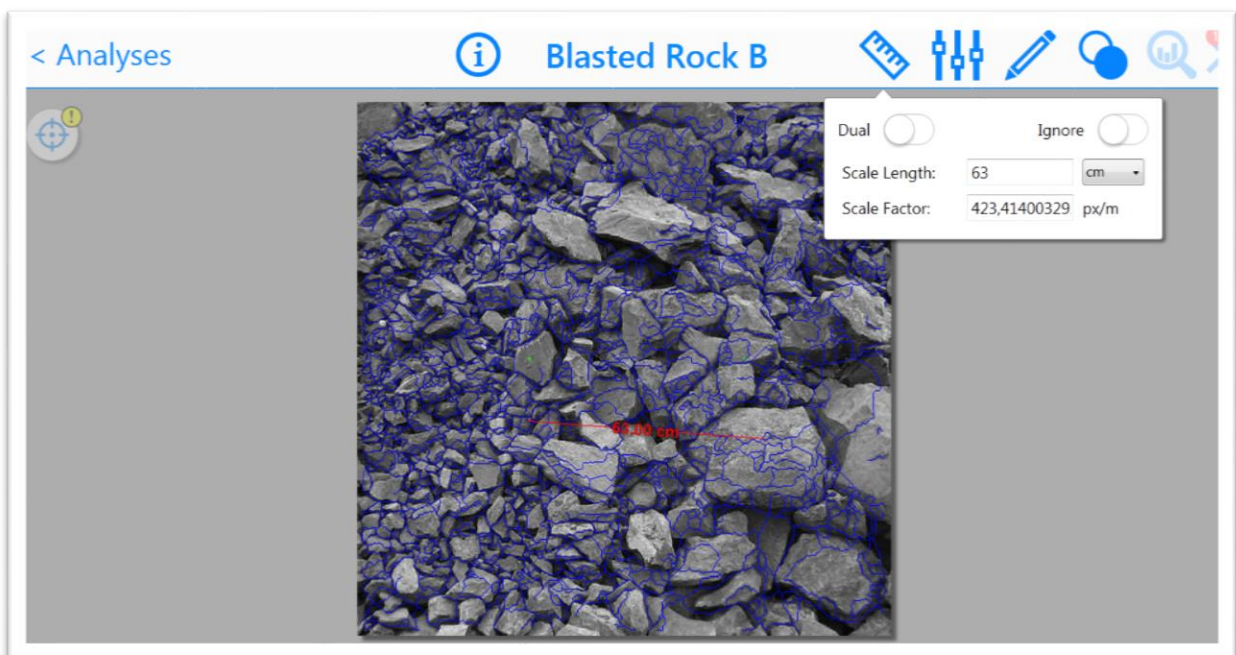 < Analyses
Blasted Rock B
Dual
Ignore
Scale Length:
63
cm
Scale Factor:
423,41400329
px/m
63.00 cm